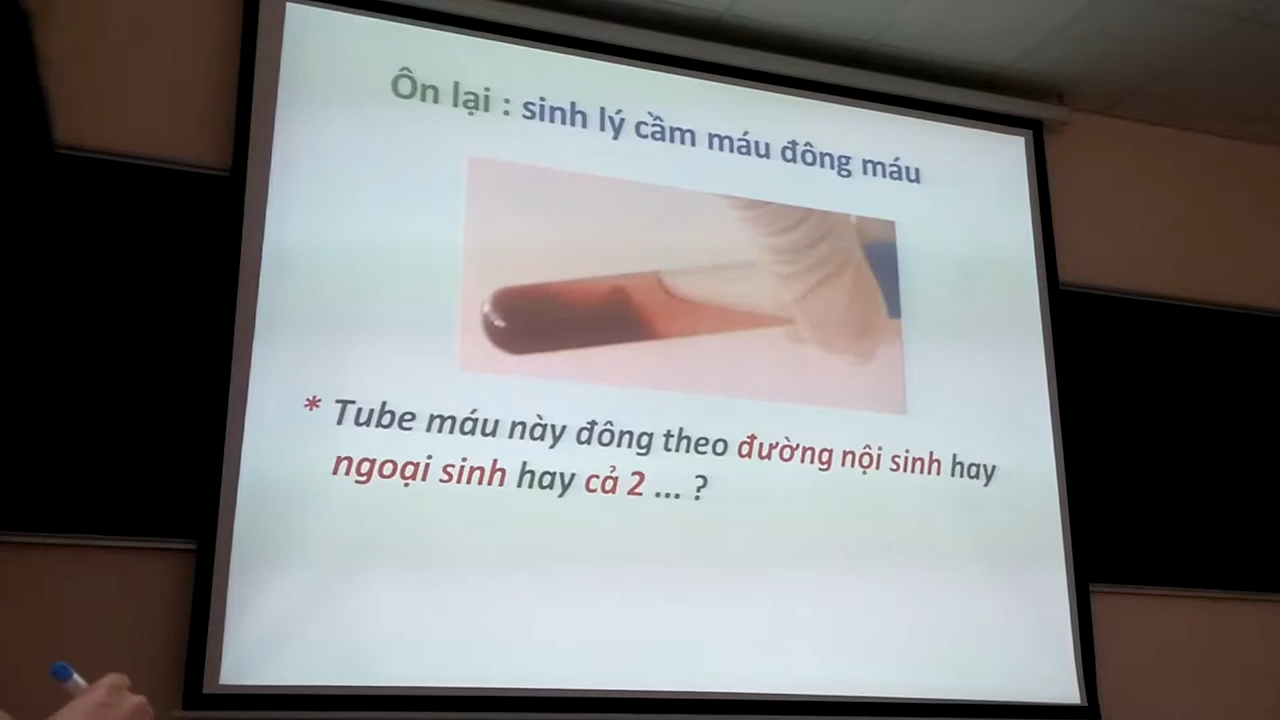 Ôn lại : sinh lý cầm máu đông máu
* Tube máu này đông theo đường nội sinh hay
ngoại sinh hay cả 2 ... ?